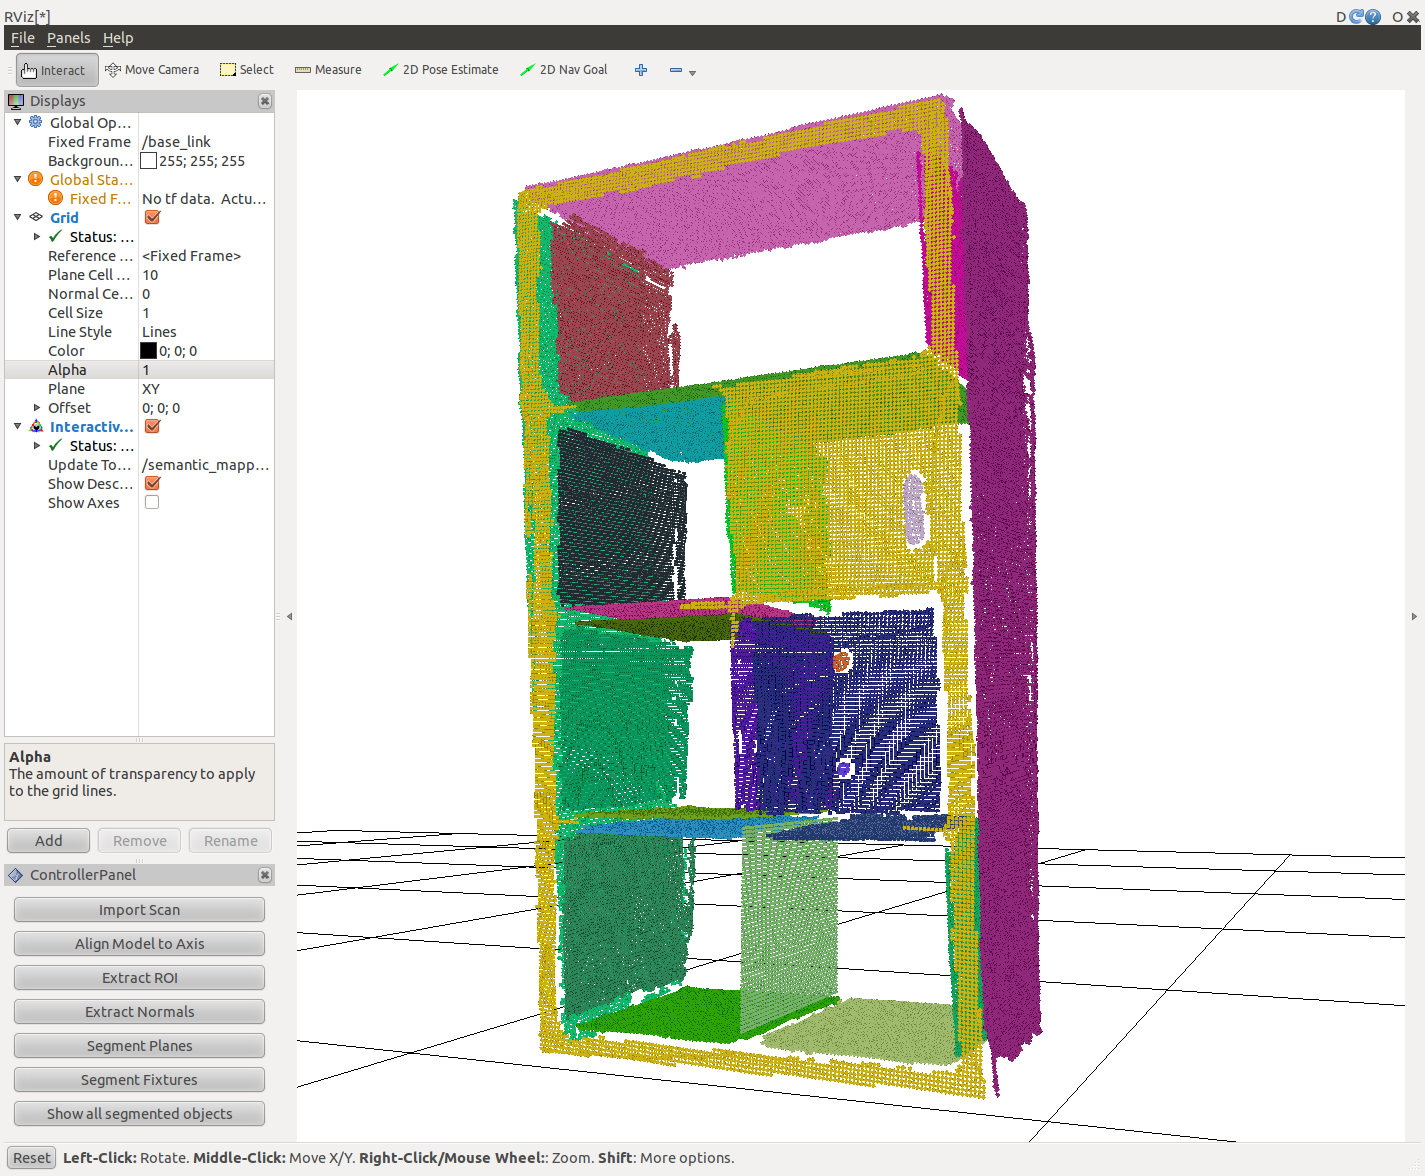 RViz[*]
D O
File Panels Help
Interact Move Camera Select Measure 2D Pose Estimate 2D Nav Goal
Displays
Global Op...
Fixed Frame /base_link
Backgroun... 255; 255; 255
Global Sta...
Fixed F... No tf data. Actu...
Grid
Status: ...
Reference ... <Fixed Frame>
Plane Cell ... 10
Normal Ce... 0
Cell Size 1
Line Style Lines
Color 0; 0; 0
Alpha 1
Plane XY
Offset 0; 0; 0
Interactiv...
Status: ...
Update To... /semantic_mapp...
Show Desc...
Show Axes
Alpha
The amount of transparency to apply
to the grid lines.
Add Remove Rename
ControllerPanel
Import Scan
Align Model to Axis
Extract ROI
Extract Normals
Segment Planes
Segment Fixtures
Show all segmented objects
Reset Left-Click: Rotate. Middle-Click: Move X/Y. Right-Click/Mouse Wheel:: Zoom. Shift: More options.